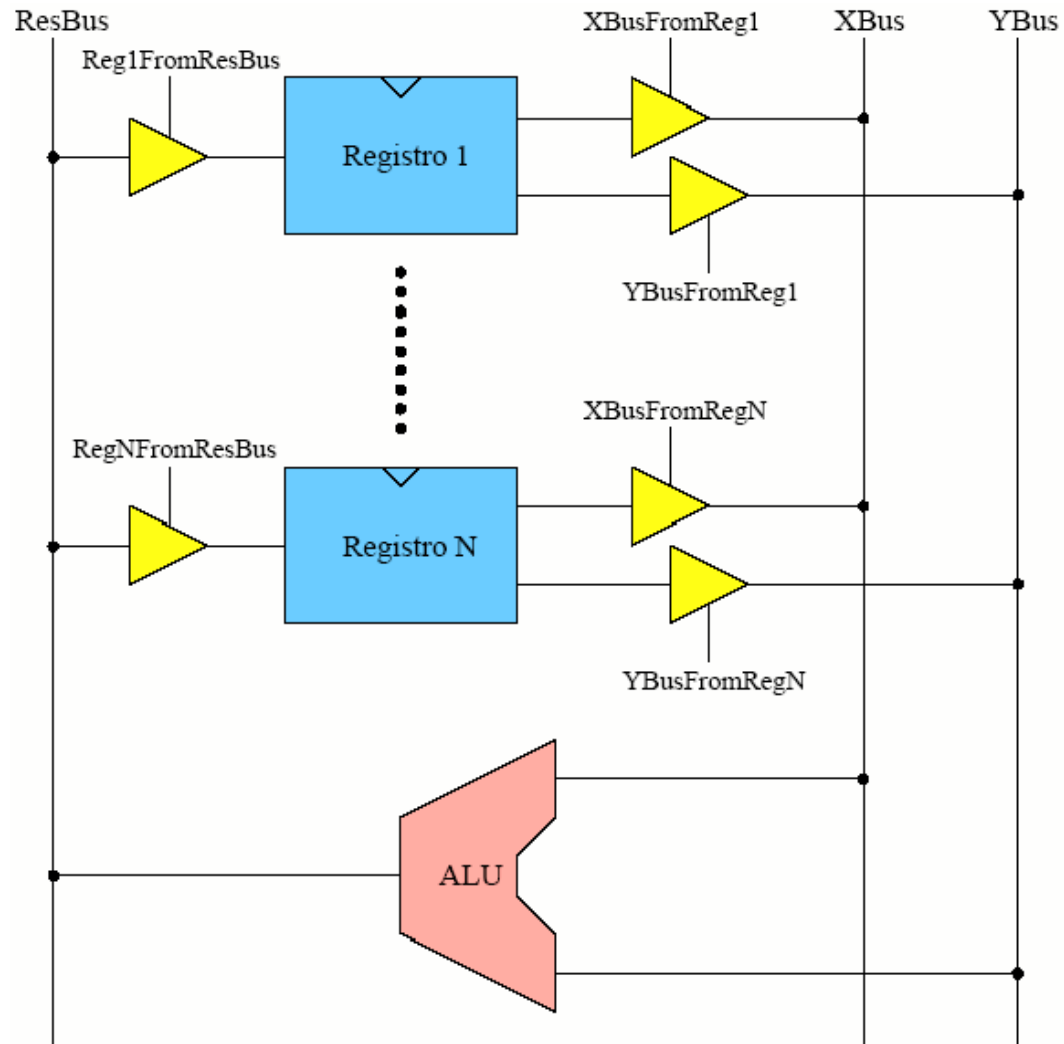 ResBus
XBusFromReg1
XBus
YBus
Reg1FromResBus
Registro 1
YBusFromReg1
XBusFromRegN
RegNFromResBus
Registro N
YBusFromRegN
ALU